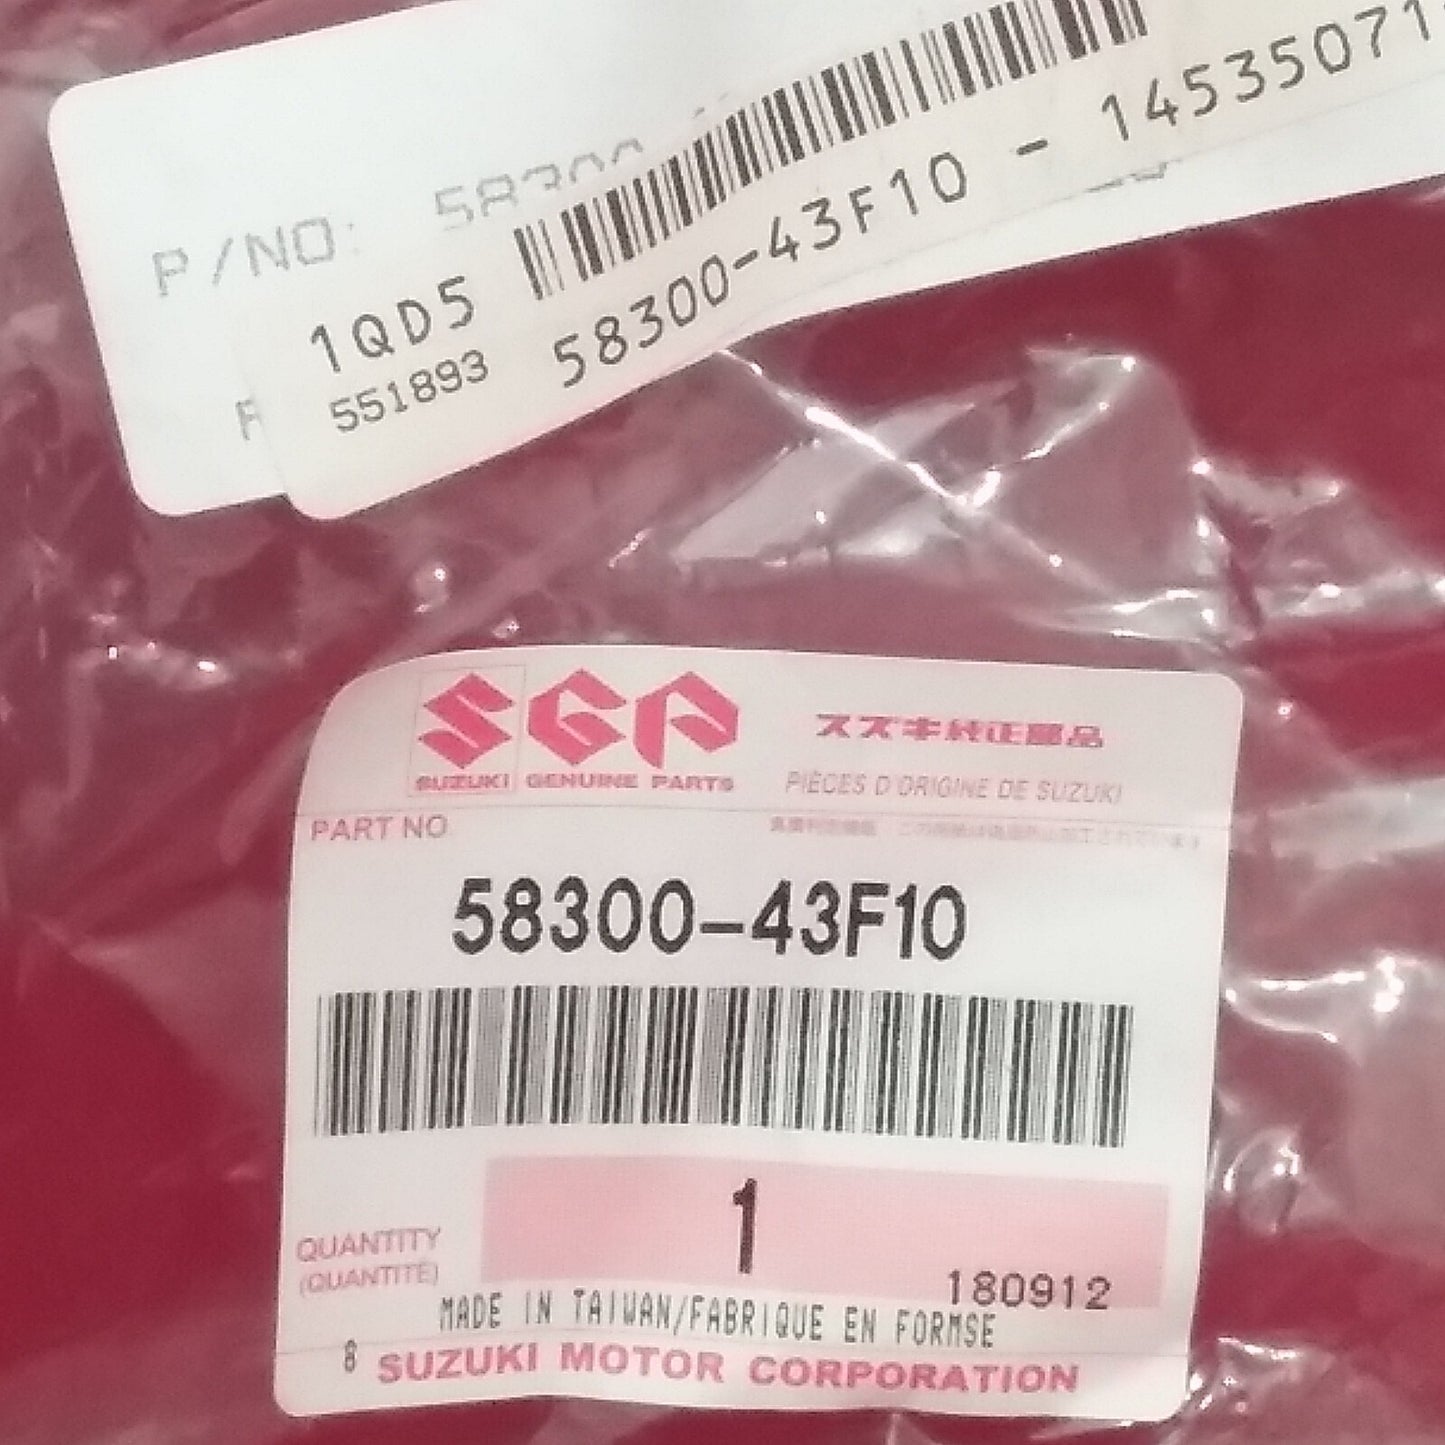 P/NO: 58300
1QD5
551893 58300-43F10 - 1453507
F
SGP
SUZUKI GENUINE PARTS
スズキ純正部品
PIÈCES D'ORIGINE DE SUZUKI
PART NO
58300-43F10
1
QUANTITY
(QUANTITÉ)
180912
MADE IN TAIWAN/FABRIQUE EN FORMSE
8 SUZUKI MOTOR CORPORATION